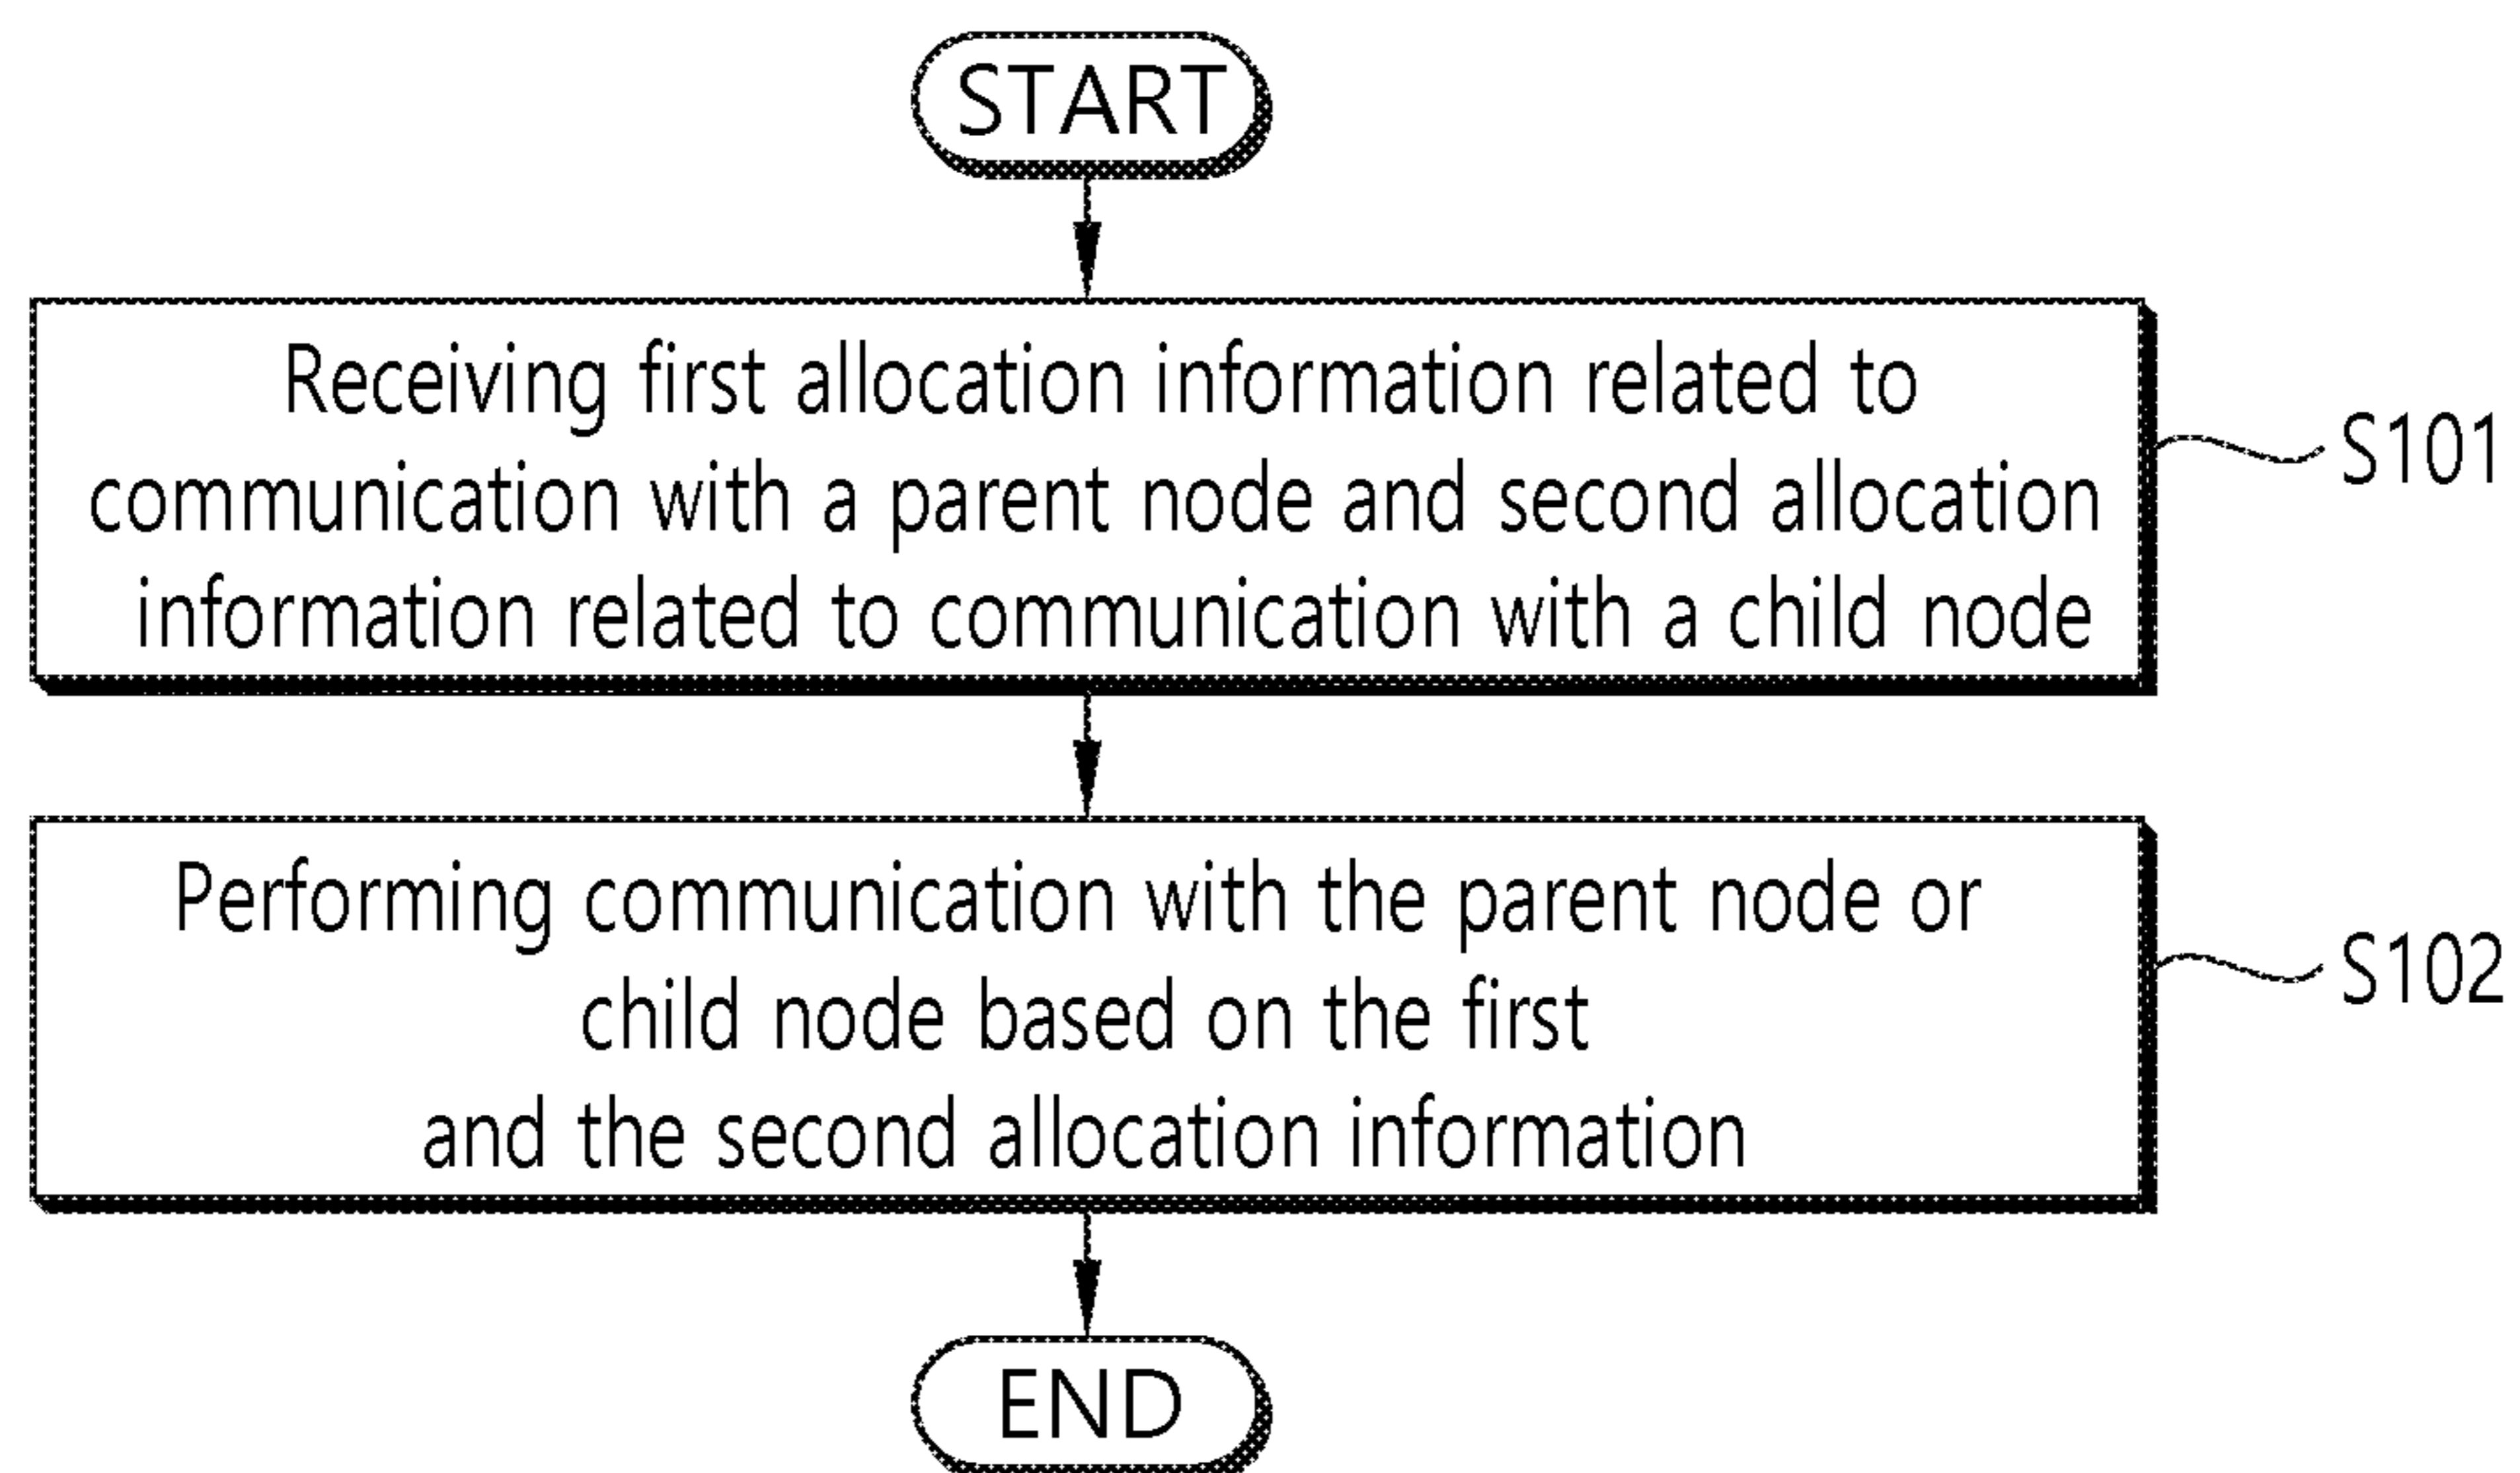 START
Receiving first allocation information related to
communication with a parent node and second allocation
information related to communication with a child node
S101
Performing communication with the parent node or
child node based on the first
and the second allocation information
S102
END